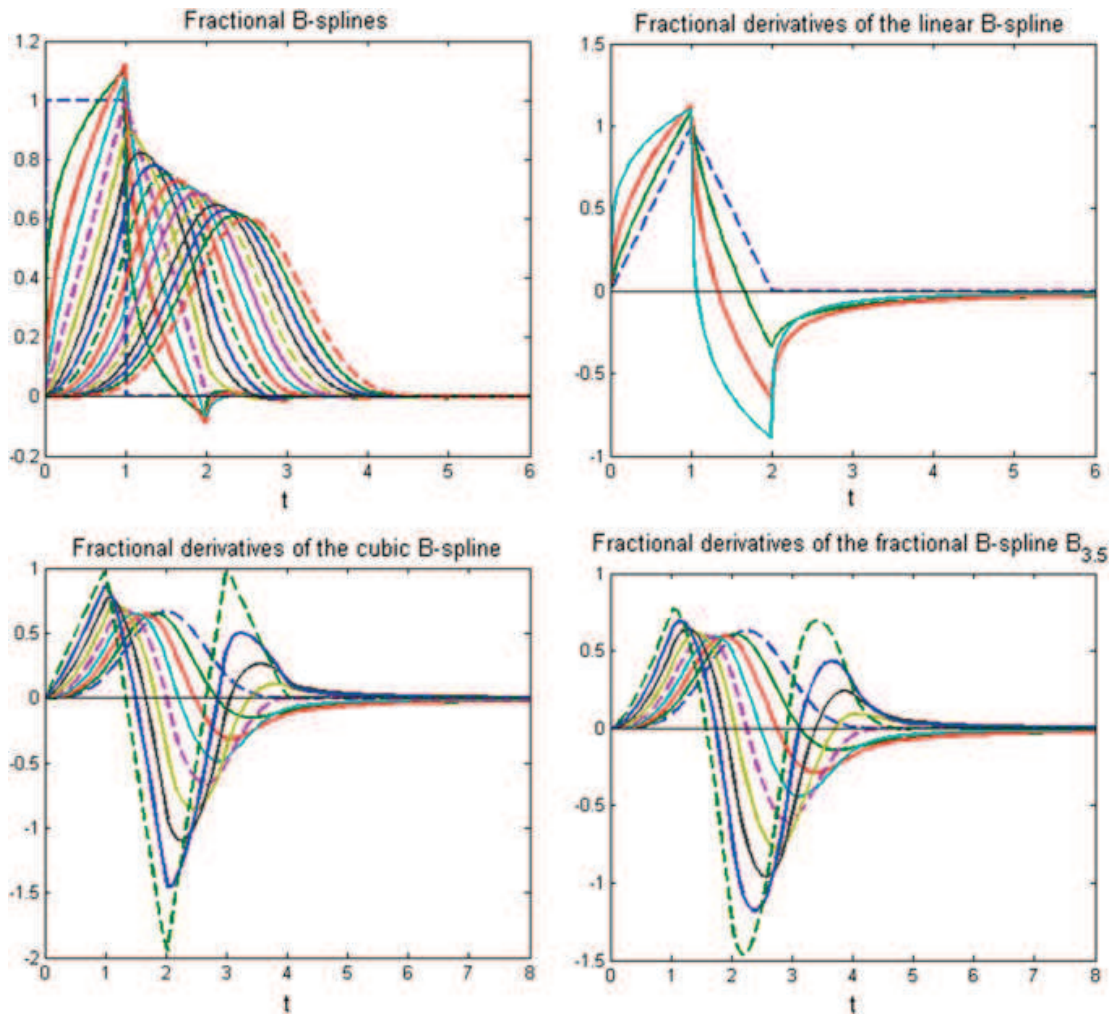 Fractional B-splines
1.2
1
0.8
0.6
0.4
0.2
0
-0.2
0 1 2 3 4 5 6
t
Fractional derivatives of the linear B-spline
1.5
1
0.5
0
-0.5
-1
0 1 2 3 4 5 6
t
Fractional derivatives of the cubic B-spline
1
0.5
0
-0.5
-1
-1.5
-2
0 1 2 3 4 5 6 7 8
t
Fractional derivatives of the fractional B-spline B3.5
1
0.5
0
-0.5
-1
-1.5
0 1 2 3 4 5 6 7 8
t